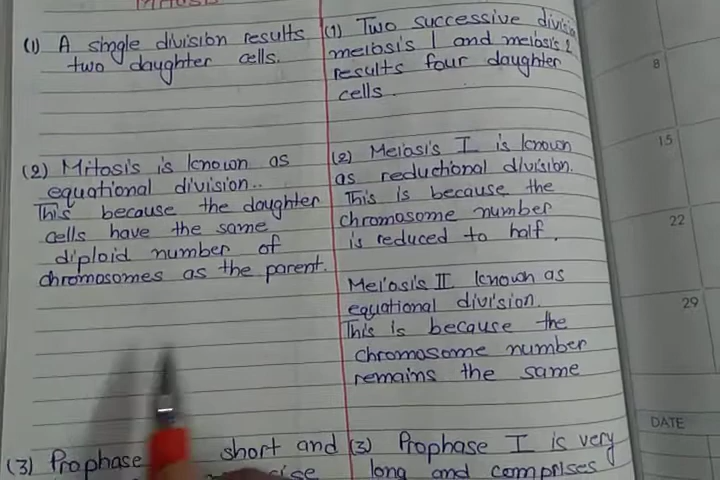 MITOSIS
(1) A single division results
two daughter cells.
(2) Mitosis is known as
equational division..
This because the daughter
cells have the same
diploid number of
chromosomes as the parent.
(3) Prophase short and
(1) Two successive
meiosis 1 and meiosis 2
results four daughter
cells.
(2) Meiosis I is known
as reductional division.
This is because the
chromosome number
is reduced to half.
Meiosis II known as
equational division.
This is because the
chromosome number
remains the same
(3) Prophase I is very
long and comprises
8
15
22
29
DATE